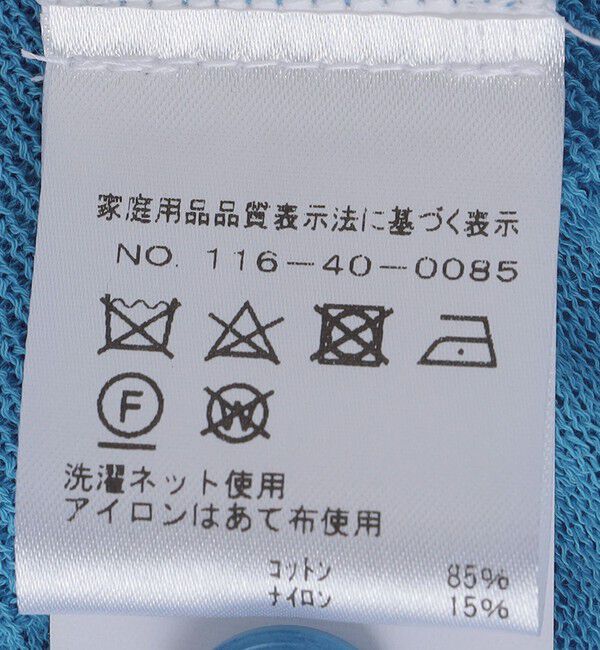 家庭用品品質表示法に基づく表示
NO. 116-40-0085
F W
洗濯ネット使用
アイロンはあて布使用
コットン 85%
ナイロン 15%